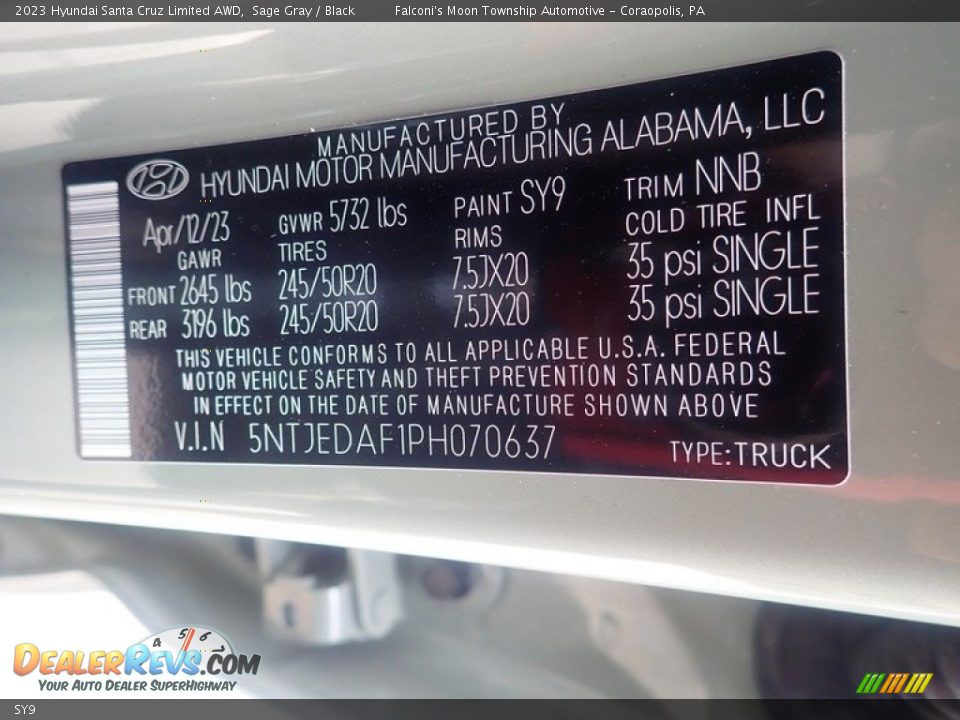 2023 Hyundai Santa Cruz Limited AWD, Sage Gray / Black Falconi's Moon Township Automotive - Coraopolis, PA
MANUFACTURED BY
HYUNDAI MOTOR MANUFACTURING ALABAMA, LLC
Apr/12/23 GVWR 5732 lbs PAINT SY9 TRIM NNB
GAWR TIRES RIMS COLD TIRE INFL
FRONT 2645 lbs 245/50R20 7.5JX20 35 psi SINGLE
REAR 3196 lbs 245/50R20 7.5JX20 35 psi SINGLE
THIS VEHICLE CONFORMS TO ALL APPLICABLE U.S.A. FEDERAL
MOTOR VEHICLE SAFETY AND THEFT PREVENTION STANDARDS
IN EFFECT ON THE DATE OF MANUFACTURE SHOWN ABOVE
V.I.N 5NTJEDAF1PH070637 TYPE:TRUCK
4 5 6
DEALERREVS.COM
YOUR AUTO DEALER SUPERHIGHWAY
SY9